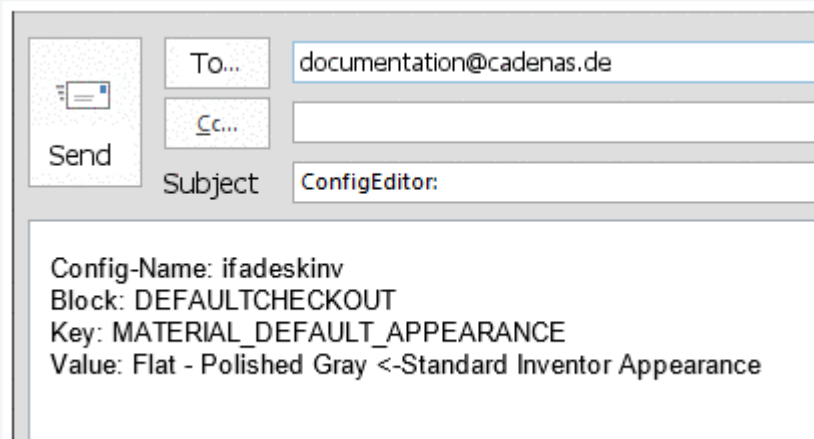 To...
documentation@cadenas.de
Cc...
Send
Subject
ConfigEditor:
Config-Name: ifadeskinv
Block: DEFAULTCHECKOUT
Key: MATERIAL_DEFAULT_APPEARANCE
Value: Flat - Polished Gray <-Standard Inventor Appearance